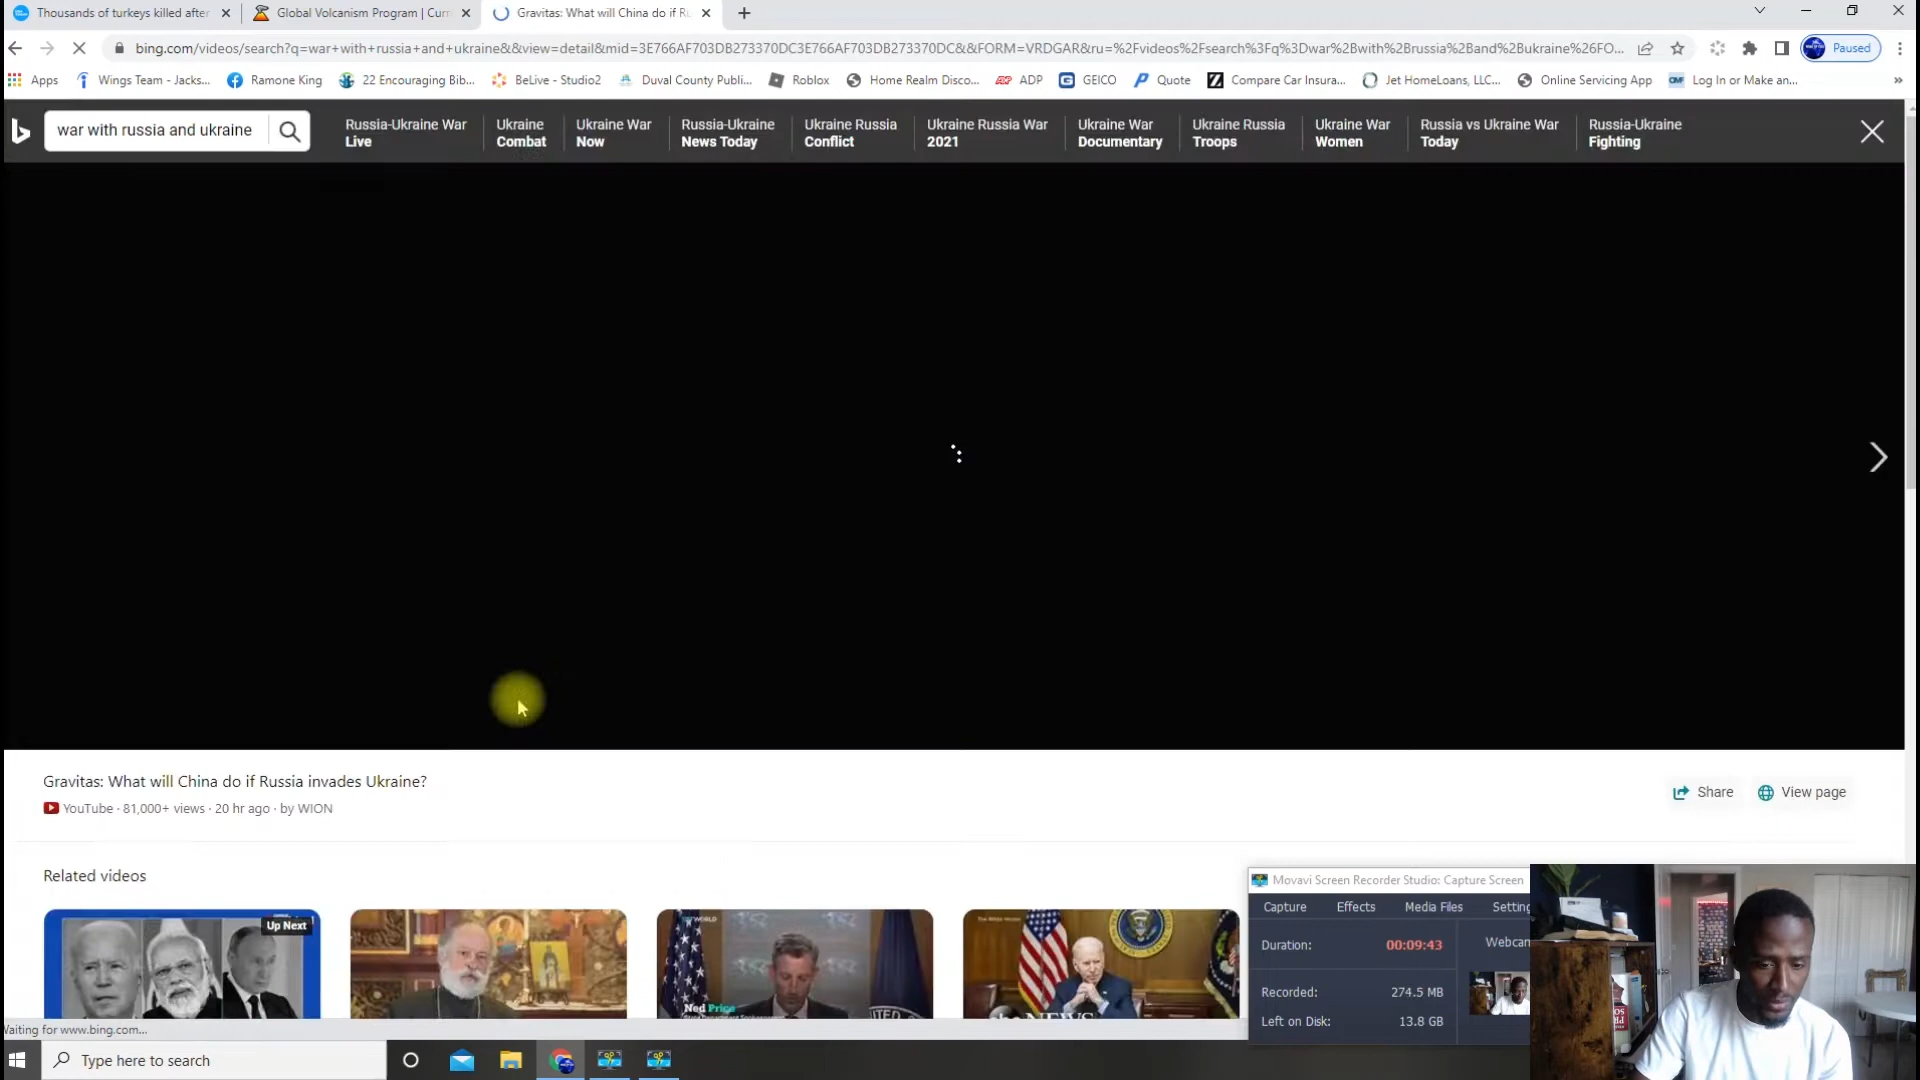 Thousands of turkeys killed after
Global Volcanism Program | Curr
Gravitas: What will China do if Ru
bing.com/videos/search?q=war+with+russia+and+ukraine&&view=detail&mid=3E766AF703DB273370DC3E766AF703DB273370DC&&FORM=VRDGAR&ru=%2Fvideos%2Fsearch%3Fq%3Dwar%2Bwith%2Brussia%2Band%2Bukraine%26FO...
Paused
Apps
Wings Team - Jacks...
Ramone King
22 Encouraging Bib...
BeLive - Studio2
Duval County Publi...
Roblox
Home Realm Disco...
ADP
GEICO
Quote
Compare Car Insura...
Jet HomeLoans, LLC...
Online Servicing App
Log In or Make an...
»
war with russia and ukraine
Russia-Ukraine War
Live
Ukraine
Combat
Ukraine War
Now
Russia-Ukraine
News Today
Ukraine Russia
Conflict
Ukraine Russia War
2021
Ukraine War
Documentary
Ukraine Russia
Troops
Ukraine War
Women
Russia vs Ukraine War
Today
Russia-Ukraine
Fighting
Gravitas: What will China do if Russia invades Ukraine?
YouTube · 81,000+ views · 20 hr ago · by WION
Share
View page
Related videos
Up Next
Ned Price
Movavi Screen Recorder Studio: Capture Screen
Capture
Effects
Media Files
Setting
Duration:
00:09:43
Webcam
Recorded:
274.5 MB
Left on Disk:
13.8 GB
Waiting for www.bing.com...
Type here to search